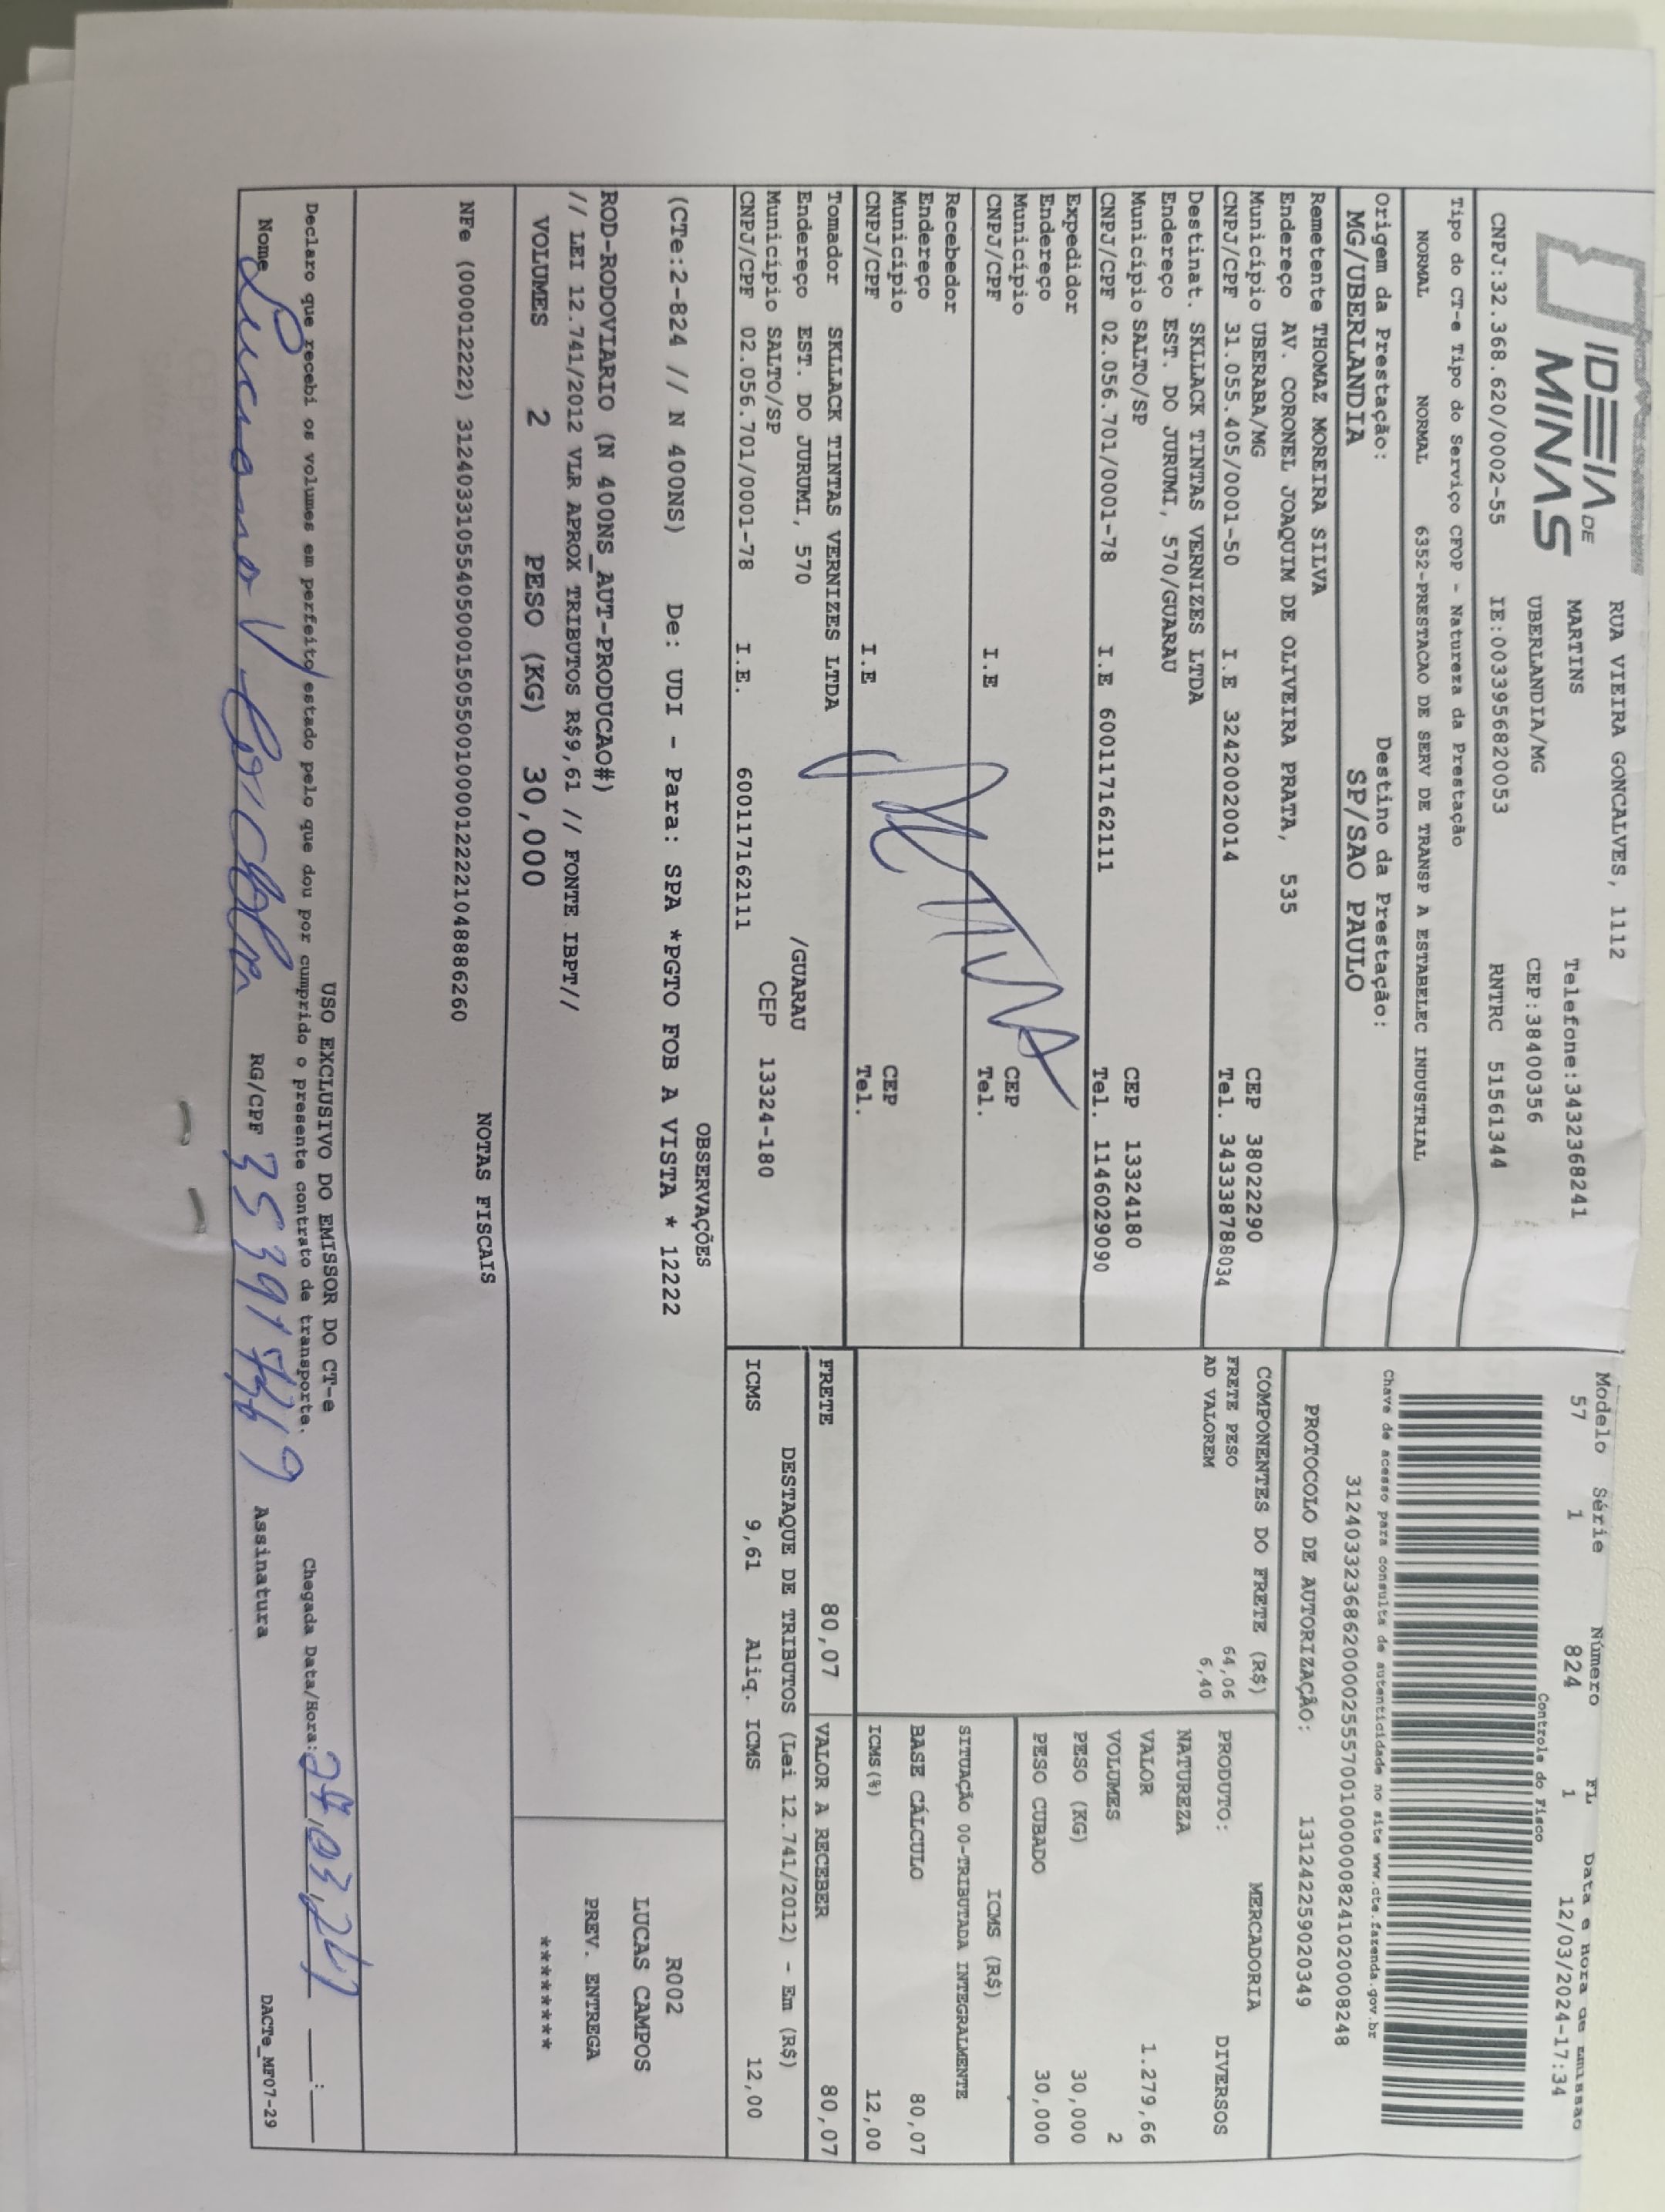 IDEIA DE
MINAS
RUA VIEIRA GONCALVES, 1112
MARTINS Telefone:3432368241
UBERLANDIA/MG CEP:38400356
CNPJ:32.368.620/0002-55 IE:0033956820053 RNTRC 51561344
Modelo Série Número FL Data e Hora de Emissão
57 1 824 1 12/03/2024-17:34
Controle do Fisco
Chave de acesso para consulta de autenticidade no site www.cte.fazenda.gov.br
31240332368620000255570010000008241020008248
PROTOCOLO DE AUTORIZAÇÃO: 131242259020349
Tipo do CT-e Tipo do Serviço CFOP - Natureza da Prestação
NORMAL NORMAL 6352-PRESTACAO DE SERV DE TRANSP A ESTABELEC INDUSTRIAL
Origem da Prestação: Destino da Prestação:
MG/UBERLANDIA SP/SAO PAULO
Remetente THOMAZ MOREIRA SILVA
Endereço AV. CORONEL JOAQUIM DE OLIVEIRA PRATA, 535
Município UBERABA/MG CEP 38022290
CNPJ/CPF 31.055.405/0001-50 I.E 32420020014 Tel. 343338788034
Destinat. SKLLACK TINTAS VERNIZES LTDA
Endereço EST. DO JURUMI, 570/GUARAU
Município SALTO/SP CEP 13324180
CNPJ/CPF 02.056.701/0001-78 I.E 600117162111 Tel. 1146029090
Expedidor
Endereço
Município CEP
CNPJ/CPF I.E Tel.
Recebedor
Endereço
Município CEP
CNPJ/CPF I.E Tel.
Tomador SKLLACK TINTAS VERNIZES LTDA
Endereço EST. DO JURUMI, 570 /GUARAU
Município SALTO/SP CEP 13324-180
CNPJ/CPF 02.056.701/0001-78 I.E. 600117162111
COMPONENTES DO FRETE (R$)
FRETE PESO 64,06
AD VALOREM 6,40
MERCADORIA
PRODUTO: DIVERSOS
NATUREZA
VALOR 1.279,66
VOLUMES 2
PESO (KG) 30,000
PESO CUBADO 30,000
ICMS (R$)
SITUAÇÃO 00-TRIBUTADA INTEGRALMENTE
BASE CÁLCULO 80,07
ICMS(%) 12,00
FRETE 80,07 VALOR A RECEBER 80,07
DESTAQUE DE TRIBUTOS (Lei 12.741/2012) - Em (R$)
ICMS 9,61 Aliq. ICMS 12,00
OBSERVAÇÕES
(CTe:2-824 // N 400NS) De: UDI - Para: SPA *PGTO FOB A VISTA * 12222
ROD-RODOVIARIO (N 400NS_AUT-PRODUCAO#)
// LEI 12.741/2012 VLR APROX TRIBUTOS R$9,61 // FONTE IBPT//
VOLUMES 2 PESO (KG) 30,000
R002
LUCAS CAMPOS
PREV. ENTREGA
********
NOTAS FISCAIS
NFe (000012222) 31240331055405000150550010000122221048886260
USO EXCLUSIVO DO EMISSOR DO CT-e
Declaro que recebi os volumes em perfeito estado pelo que dou por cumprido o presente contrato de transporte. Chegada Data/Hora: 24/03/24 __:__
Nome Luciano V RG/CPF Assinatura DACTe_MF07-29